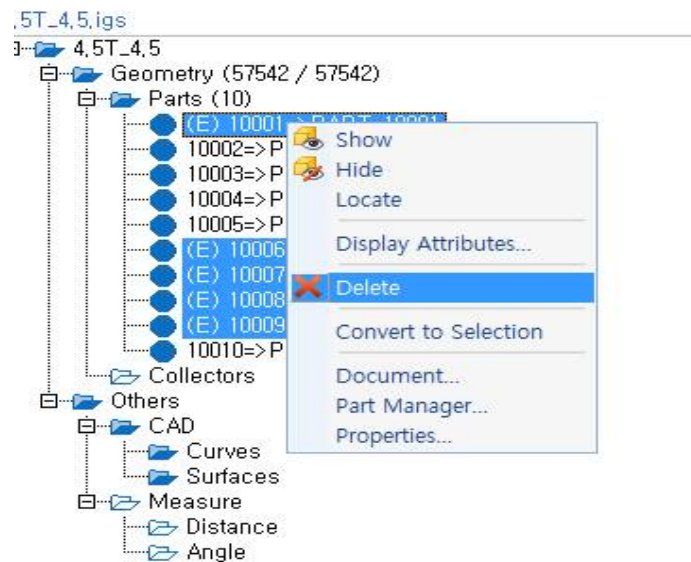 ,5T_4,5,igs
4,5T_4,5
Geometry (57542 / 57542)
Parts (10)
(E) 10001=>PART_10001
Show
10002=>P
Hide
10003=>P
Locate
10004=>P
10005=>P
Display Attributes...
(E) 10006
(E) 10007
Delete
(E) 10008
(E) 10009
Convert to Selection
10010=>P
Collectors
Document...
Others
Part Manager...
CAD
Properties...
Curves
Surfaces
Measure
Distance
Angle